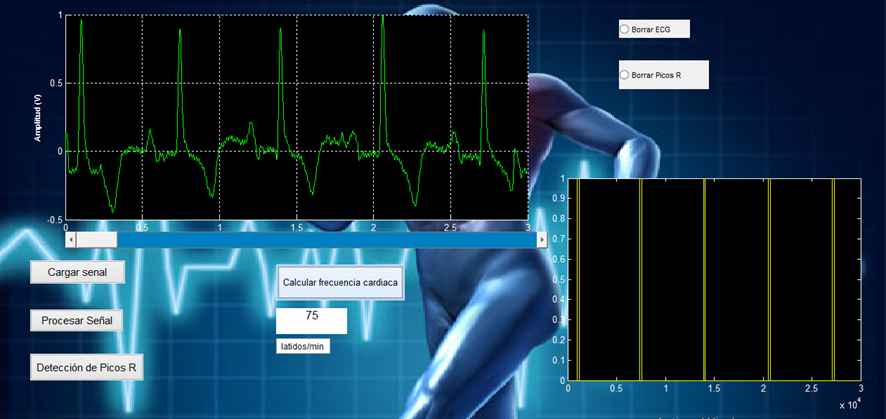 Amplitud (V)
1
0.5
0
-0.5
0 0.5 1 1.5 2 2.5 3
Borrar ECG
Borrar Picos R
Cargar senal
Procesar Señal
Detección de Picos R
Calcular frecuencia cardiaca
75
latidos/min
1
0.9
0.8
0.7
0.6
0.5
0.4
0.3
0.2
0.1
0
0 0.5 1 1.5 2 2.5 3
x 10⁴